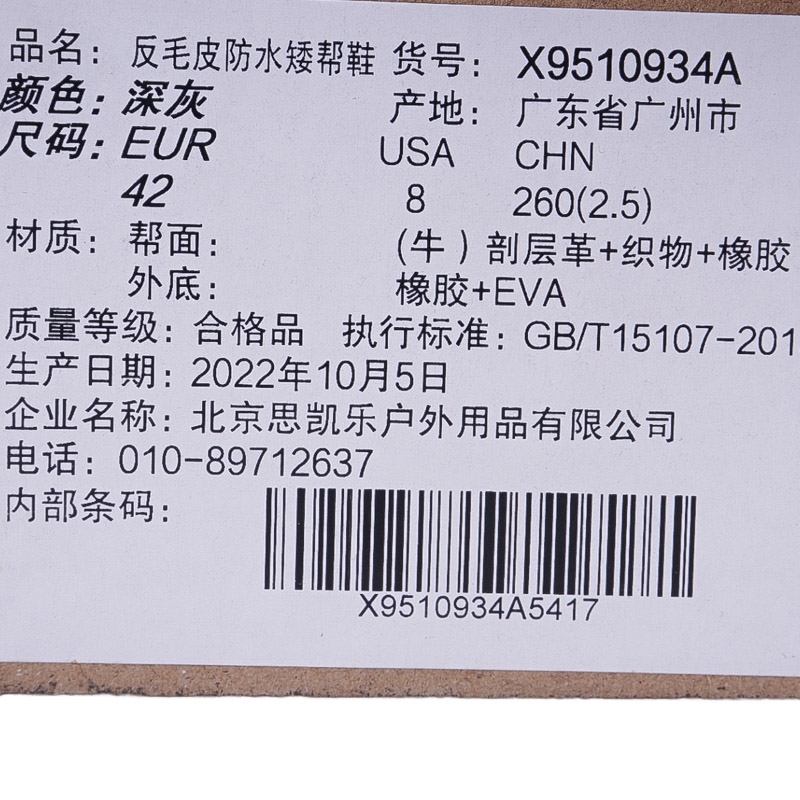 品名：反毛皮防水矮帮鞋 货号：X9510934A
颜色：深灰 产地：广东省广州市
尺码：EUR USA CHN
42 8 260(2.5)
材质：帮面：（牛）剖层革+织物+橡胶
外底：橡胶+EVA
质量等级：合格品 执行标准：GB/T15107-201
生产日期：2022年10月5日
企业名称：北京思凯乐户外用品有限公司
电话：010-89712637
内部条码：
X9510934A5417